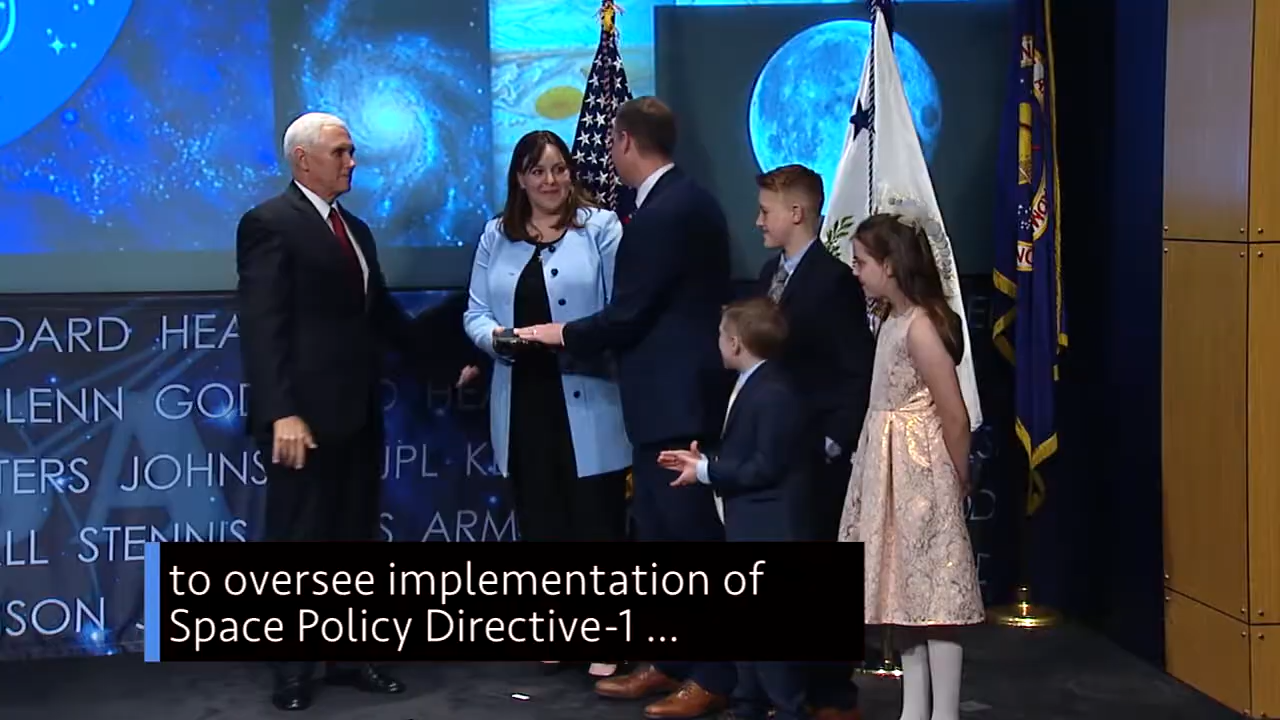 DARD HEA
LENN GOD
HE
TERS JOHNS JPL K
LL STENNIS S ARM
SON J
to oversee implementation of
Space Policy Directive-1 ...